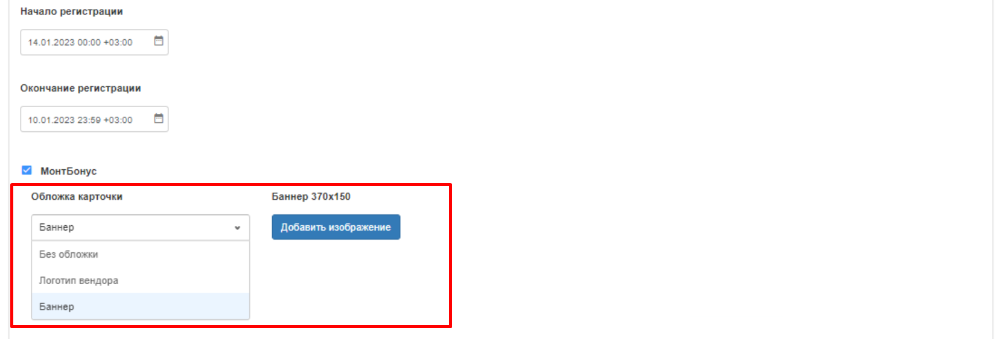 Начало регистрации
14.01.2023 00:00 +03:00
Окончание регистрации
10.01.2023 23:59 +03:00
МонтБонус
Обложка карточки
Баннер 370x150
Баннер
Добавить изображение
Без обложки
Логотип вендора
Баннер